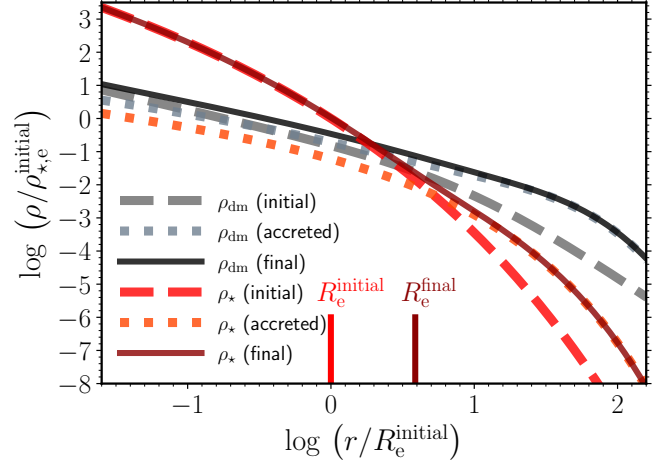 3
2
1
0
−1
−2
−3
−4
−5
−6
−7
−8
log (ρ/ρ⋆,e^initial)
ρdm (initial)
ρdm (accreted)
ρdm (final)
ρ⋆ (initial)
ρ⋆ (accreted)
ρ⋆ (final)
Re^initial Re^final
−1 0 1 2
log (r/Re^initial)